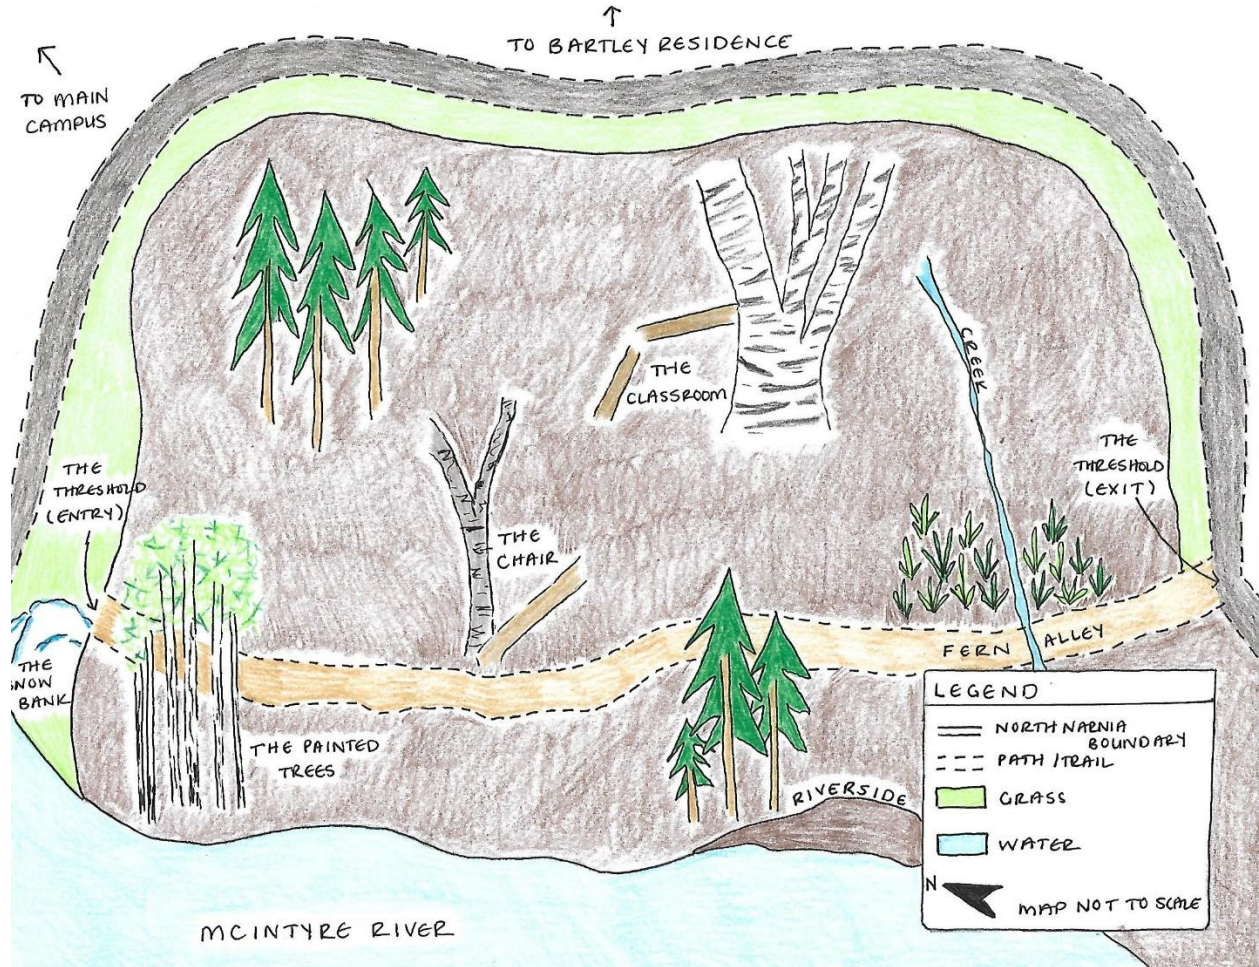 TO BARTLEY RESIDENCE
TO MAIN
CAMPUS
THE
CLASSROOM
CREEK
THE
THRESHOLD
(EXIT)
THE
THRESHOLD
(ENTRY)
THE
CHAIR
FERN ALLEY
THE
SNOW
BANK
THE PAINTED
TREES
RIVERSIDE
LEGEND
NORTH NARNIA
BOUNDARY
PATH/TRAIL
GRASS
WATER
N
MAP NOT TO SCALE
MCINTYRE RIVER